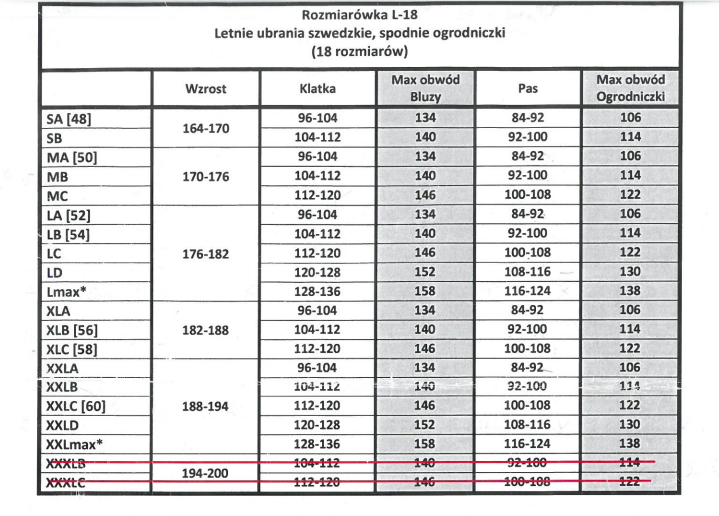 Rozmiarówka L-18
Letnie ubrania szwedzkie, spodnie ogrodniczki
(18 rozmiarów)
Wzrost Klatka Max obwód Bluzy Pas Max obwód Ogrodniczki
SA [48] 164-170 96-104 134 84-92 106
SB 104-112 140 92-100 114
MA [50] 170-176 96-104 134 84-92 106
MB 104-112 140 92-100 114
MC 112-120 146 100-108 122
LA [52] 176-182 96-104 134 84-92 106
LB [54] 104-112 140 92-100 114
LC 112-120 146 100-108 122
LD 120-128 152 108-116 130
Lmax* 128-136 158 116-124 138
XLA 182-188 96-104 134 84-92 106
XLB [56] 104-112 140 92-100 114
XLC [58] 112-120 146 100-108 122
XXLA 188-194 96-104 134 84-92 106
XXLB 104-112 140 92-100 114
XXLC [60] 112-120 146 100-108 122
XXLD 120-128 152 108-116 130
XXLmax* 128-136 158 116-124 138
XXXLB 194-200 104-112 140 92-100 114
XXXLC 112-120 146 100-108 122